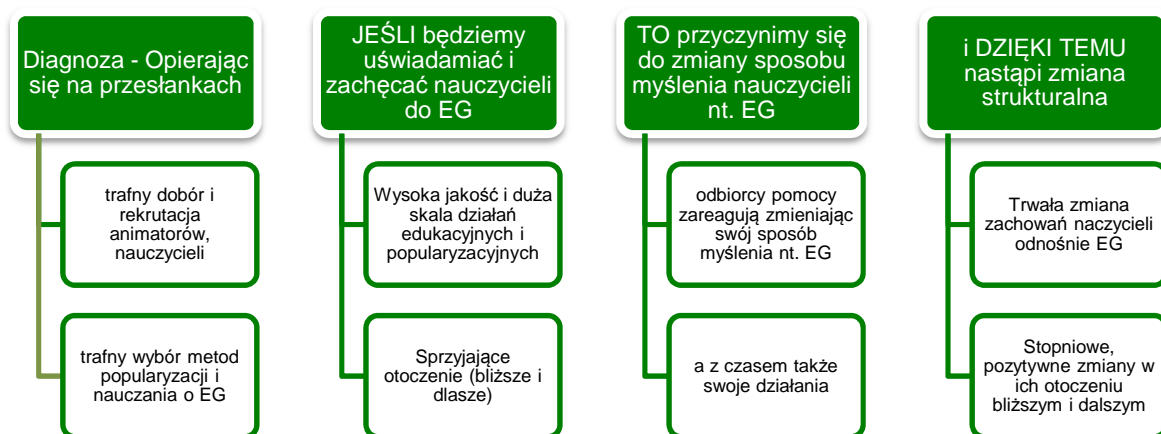 Diagnoza - Opierając
się na przesłankach
trafny dobór i
rekrutacja
animatorów,
nauczycieli
trafny wybór metod
popularyzacji i
nauczania o EG
JEŚLI będziemy
uświadamiać i
zachęcać nauczycieli
do EG
Wysoka jakość i duża
skala działań
edukacyjnych i
popularyzacyjnych
Sprzyjające
otoczenie (bliższe i
dlasze)
TO przyczynimy się
do zmiany sposobu
myślenia nauczycieli
nt. EG
odbiorcy pomocy
zareagują zmieniając
swój sposób
myślenia nt. EG
a z czasem także
swoje działania
i DZIĘKI TEMU
nastąpi zmiana
strukturalna
Trwała zmiana
zachowań naczycieli
odnośnie EG
Stopniowe,
pozytywne zmiany w
ich otoczeniu
bliższym i dalszym